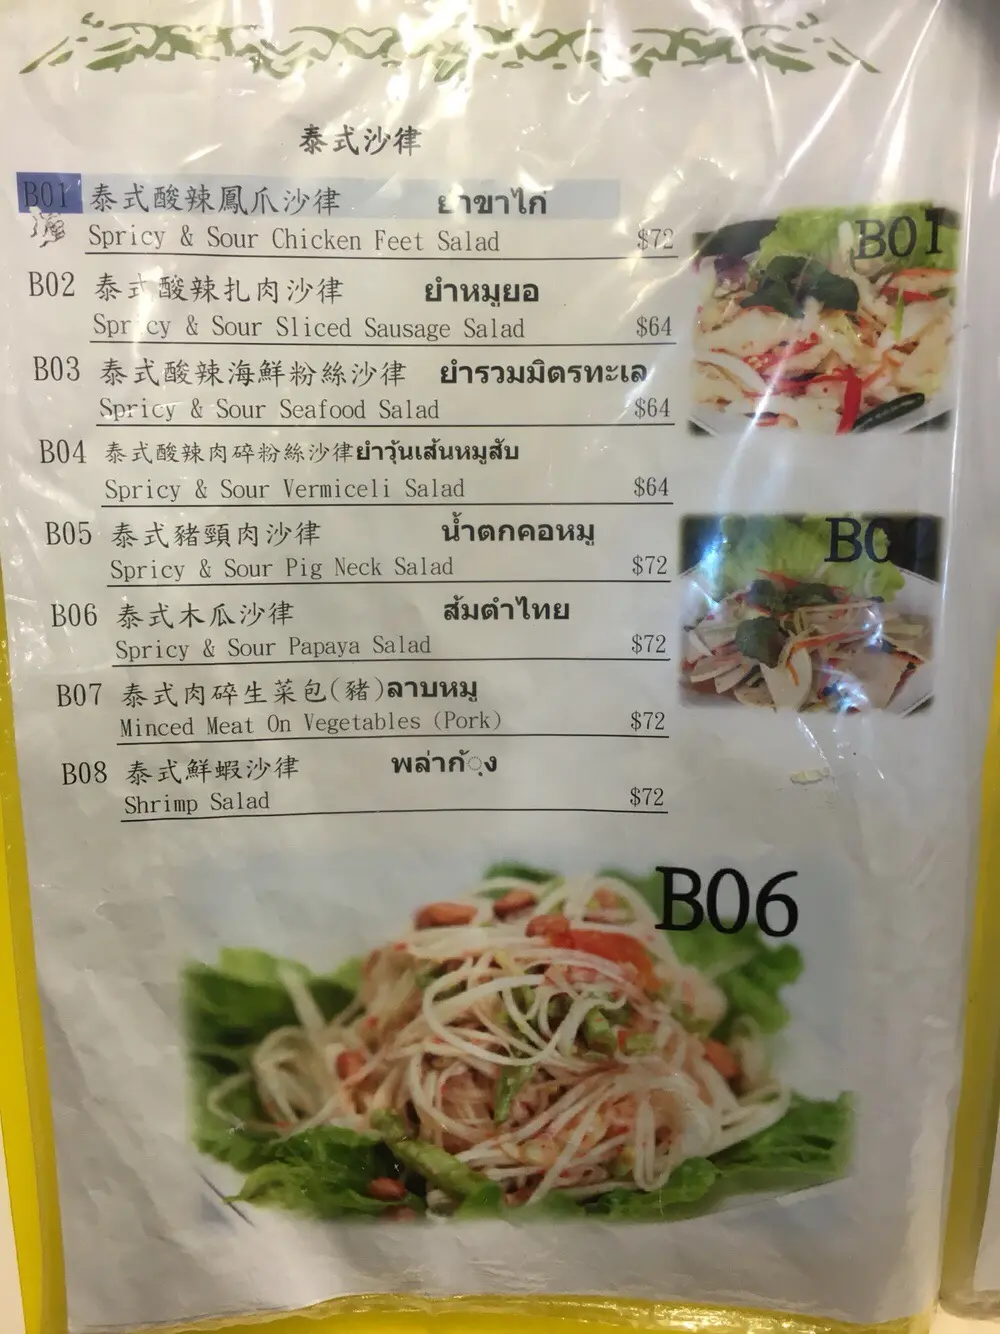 泰式沙律
B01 泰式酸辣鳳爪沙律 ยำขาไก่
Spricy & Sour Chicken Feet Salad $72
B02 泰式酸辣扎肉沙律 ยำหมูยอ
Spricy & Sour Sliced Sausage Salad $64
B03 泰式酸辣海鮮粉絲沙律 ยำรวมมิตรทะเล
Spricy & Sour Seafood Salad $64
B04 泰式酸辣肉碎粉絲沙律 ยำวุ้นเส้นหมูสับ
Spricy & Sour Vermiceli Salad $64
B05 泰式豬頸肉沙律 น้ำตกคอหมู
Spricy & Sour Pig Neck Salad $72
B06 泰式木瓜沙律 ส้มตำไทย
Spricy & Sour Papaya Salad $72
B07 泰式肉碎生菜包(豬) ลาบหมู
Minced Meat On Vegetables (Pork) $72
B08 泰式鮮蝦沙律 พล่ากุ้ง
Shrimp Salad $72
B01
B06